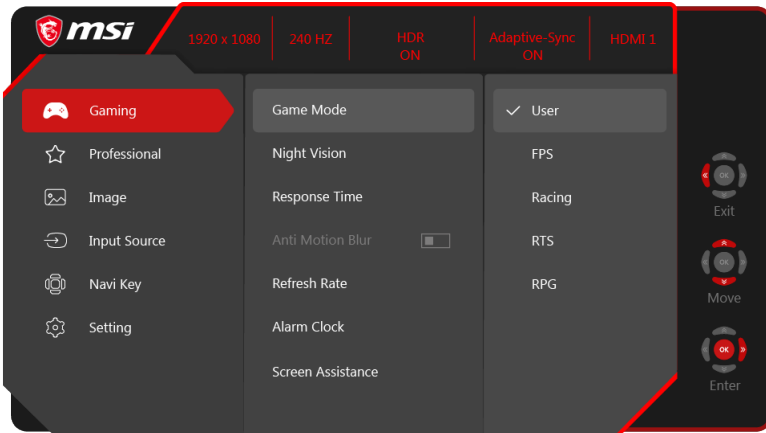 msi
1920 x 1080
240 HZ
HDR
ON
Adaptive-Sync
ON
HDMI 1
Gaming
Professional
Image
Input Source
Navi Key
Setting
Game Mode
Night Vision
Response Time
Anti Motion Blur
Refresh Rate
Alarm Clock
Screen Assistance
User
FPS
Racing
RTS
RPG
OK
Exit
OK
Move
OK
Enter